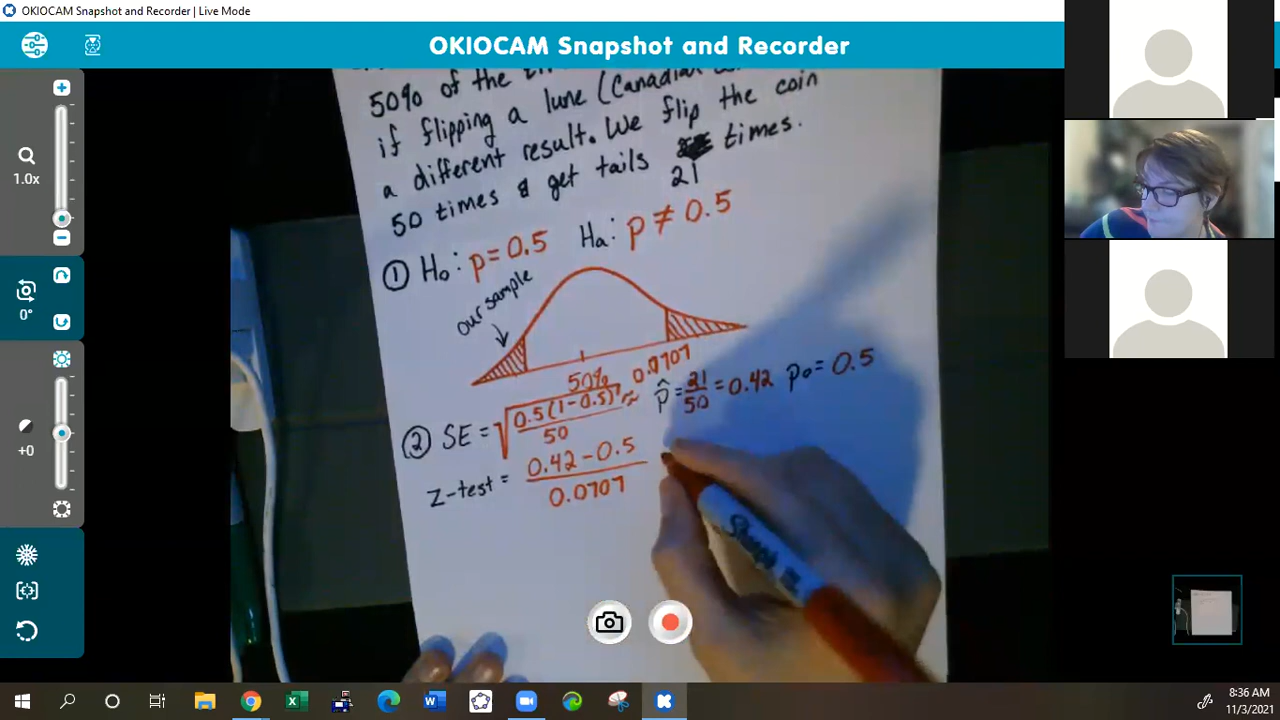 OKIOCAM Snapshot and Recorder | Live Mode
OKIOCAM Snapshot and Recorder
1.0x
0°
+0
50% of the
if flipping a lune (Canadian
a different result. We flip the coin
50 times & get tails times.
21
① H₀: p = 0.5 Hₐ: p ≠ 0.5
our sample
50% 0.0707
② SE = √0.5(1-0.5)/50 ≈ p̂ = 21/50 = 0.42 p₀ = 0.5
z-test = 0.42 - 0.5 / 0.0707
Sharpie
8:36 AM
11/3/2021